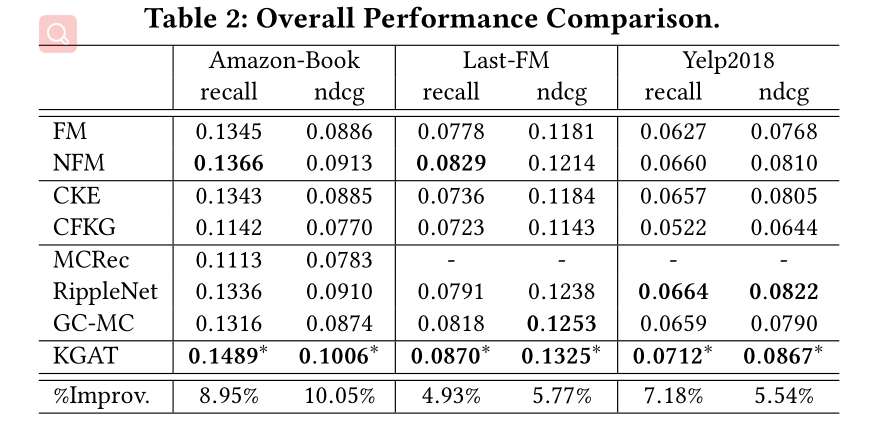 Table 2: Overall Performance Comparison.
Amazon-Book Last-FM Yelp2018
recall ndcg recall ndcg recall ndcg
FM 0.1345 0.0886 0.0778 0.1181 0.0627 0.0768
NFM 0.1366 0.0913 0.0829 0.1214 0.0660 0.0810
CKE 0.1343 0.0885 0.0736 0.1184 0.0657 0.0805
CFKG 0.1142 0.0770 0.0723 0.1143 0.0522 0.0644
MCRec 0.1113 0.0783 - - - -
RippleNet 0.1336 0.0910 0.0791 0.1238 0.0664 0.0822
GC-MC 0.1316 0.0874 0.0818 0.1253 0.0659 0.0790
KGAT 0.1489* 0.1006* 0.0870* 0.1325* 0.0712* 0.0867*
%Improv. 8.95% 10.05% 4.93% 5.77% 7.18% 5.54%